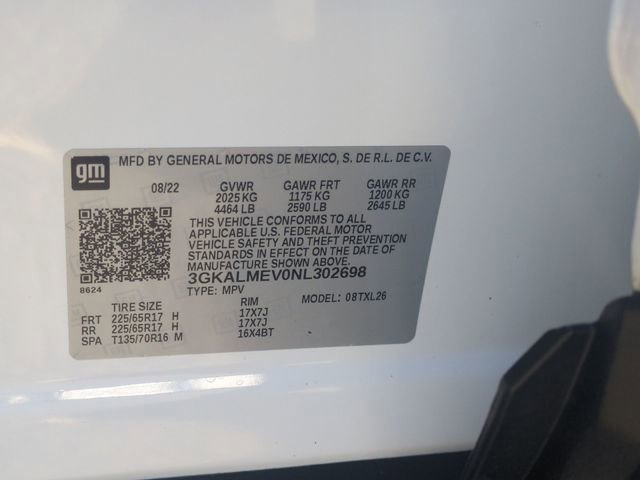 gm MFD BY GENERAL MOTORS DE MEXICO, S. DE R.L. DE C.V.
08/22 GVWR GAWR FRT GAWR RR
2025 KG 1175 KG 1200 KG
4464 LB 2590 LB 2645 LB
THIS VEHICLE CONFORMS TO ALL
APPLICABLE U.S. FEDERAL MOTOR
VEHICLE SAFETY AND THEFT PREVENTION
STANDARDS IN EFFECT ON THE DATE OF
MANUFACTURE SHOWN ABOVE.
8624 3GKALMEV0NL302698
TYPE: MPV MODEL: 08TXL26
TIRE SIZE RIM
FRT 225/65R17 H 17X7J
RR 225/65R17 H 17X7J
SPA T135/70R16 M 16X4BT